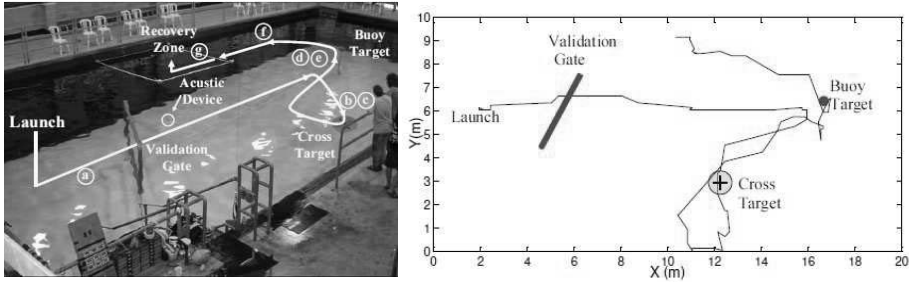 Launch
a
Validation
Gate
Recovery
Zone
g
f
Acustic
Device
d e
b c
Cross
Target
Buoy
Target
10
9
8
7
6
5
4
3
2
1
0
Y(m)
Validation
Gate
Launch
Buoy
Target
Cross
Target
0 2 4 6 8 10 12 14 16 18 20
X (m)